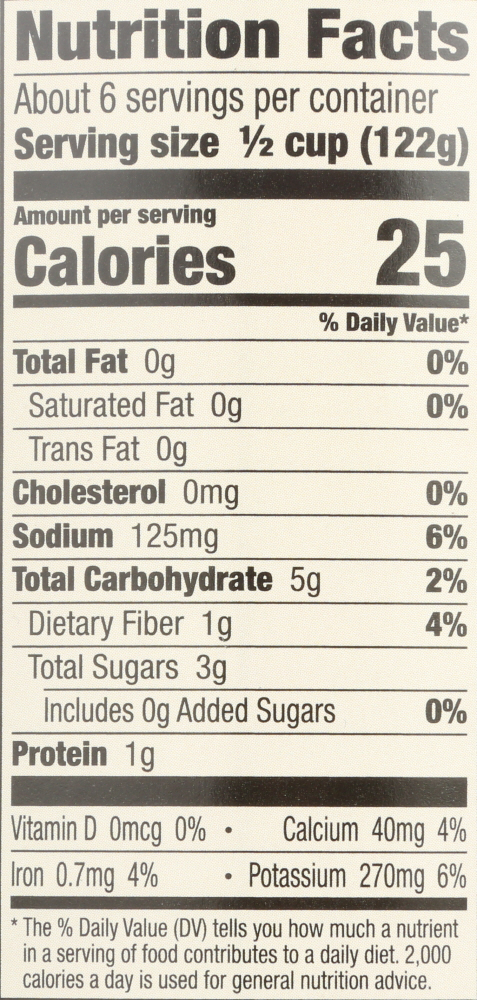 Nutrition Facts
About 6 servings per container
Serving size ½ cup (122g)
Amount per serving
Calories 25
% Daily Value*
Total Fat 0g 0%
Saturated Fat 0g 0%
Trans Fat 0g
Cholesterol 0mg 0%
Sodium 125mg 6%
Total Carbohydrate 5g 2%
Dietary Fiber 1g 4%
Total Sugars 3g
Includes 0g Added Sugars 0%
Protein 1g
Vitamin D 0mcg 0% • Calcium 40mg 4%
Iron 0.7mg 4% • Potassium 270mg 6%
* The % Daily Value (DV) tells you how much a nutrient
in a serving of food contributes to a daily diet. 2,000
calories a day is used for general nutrition advice.